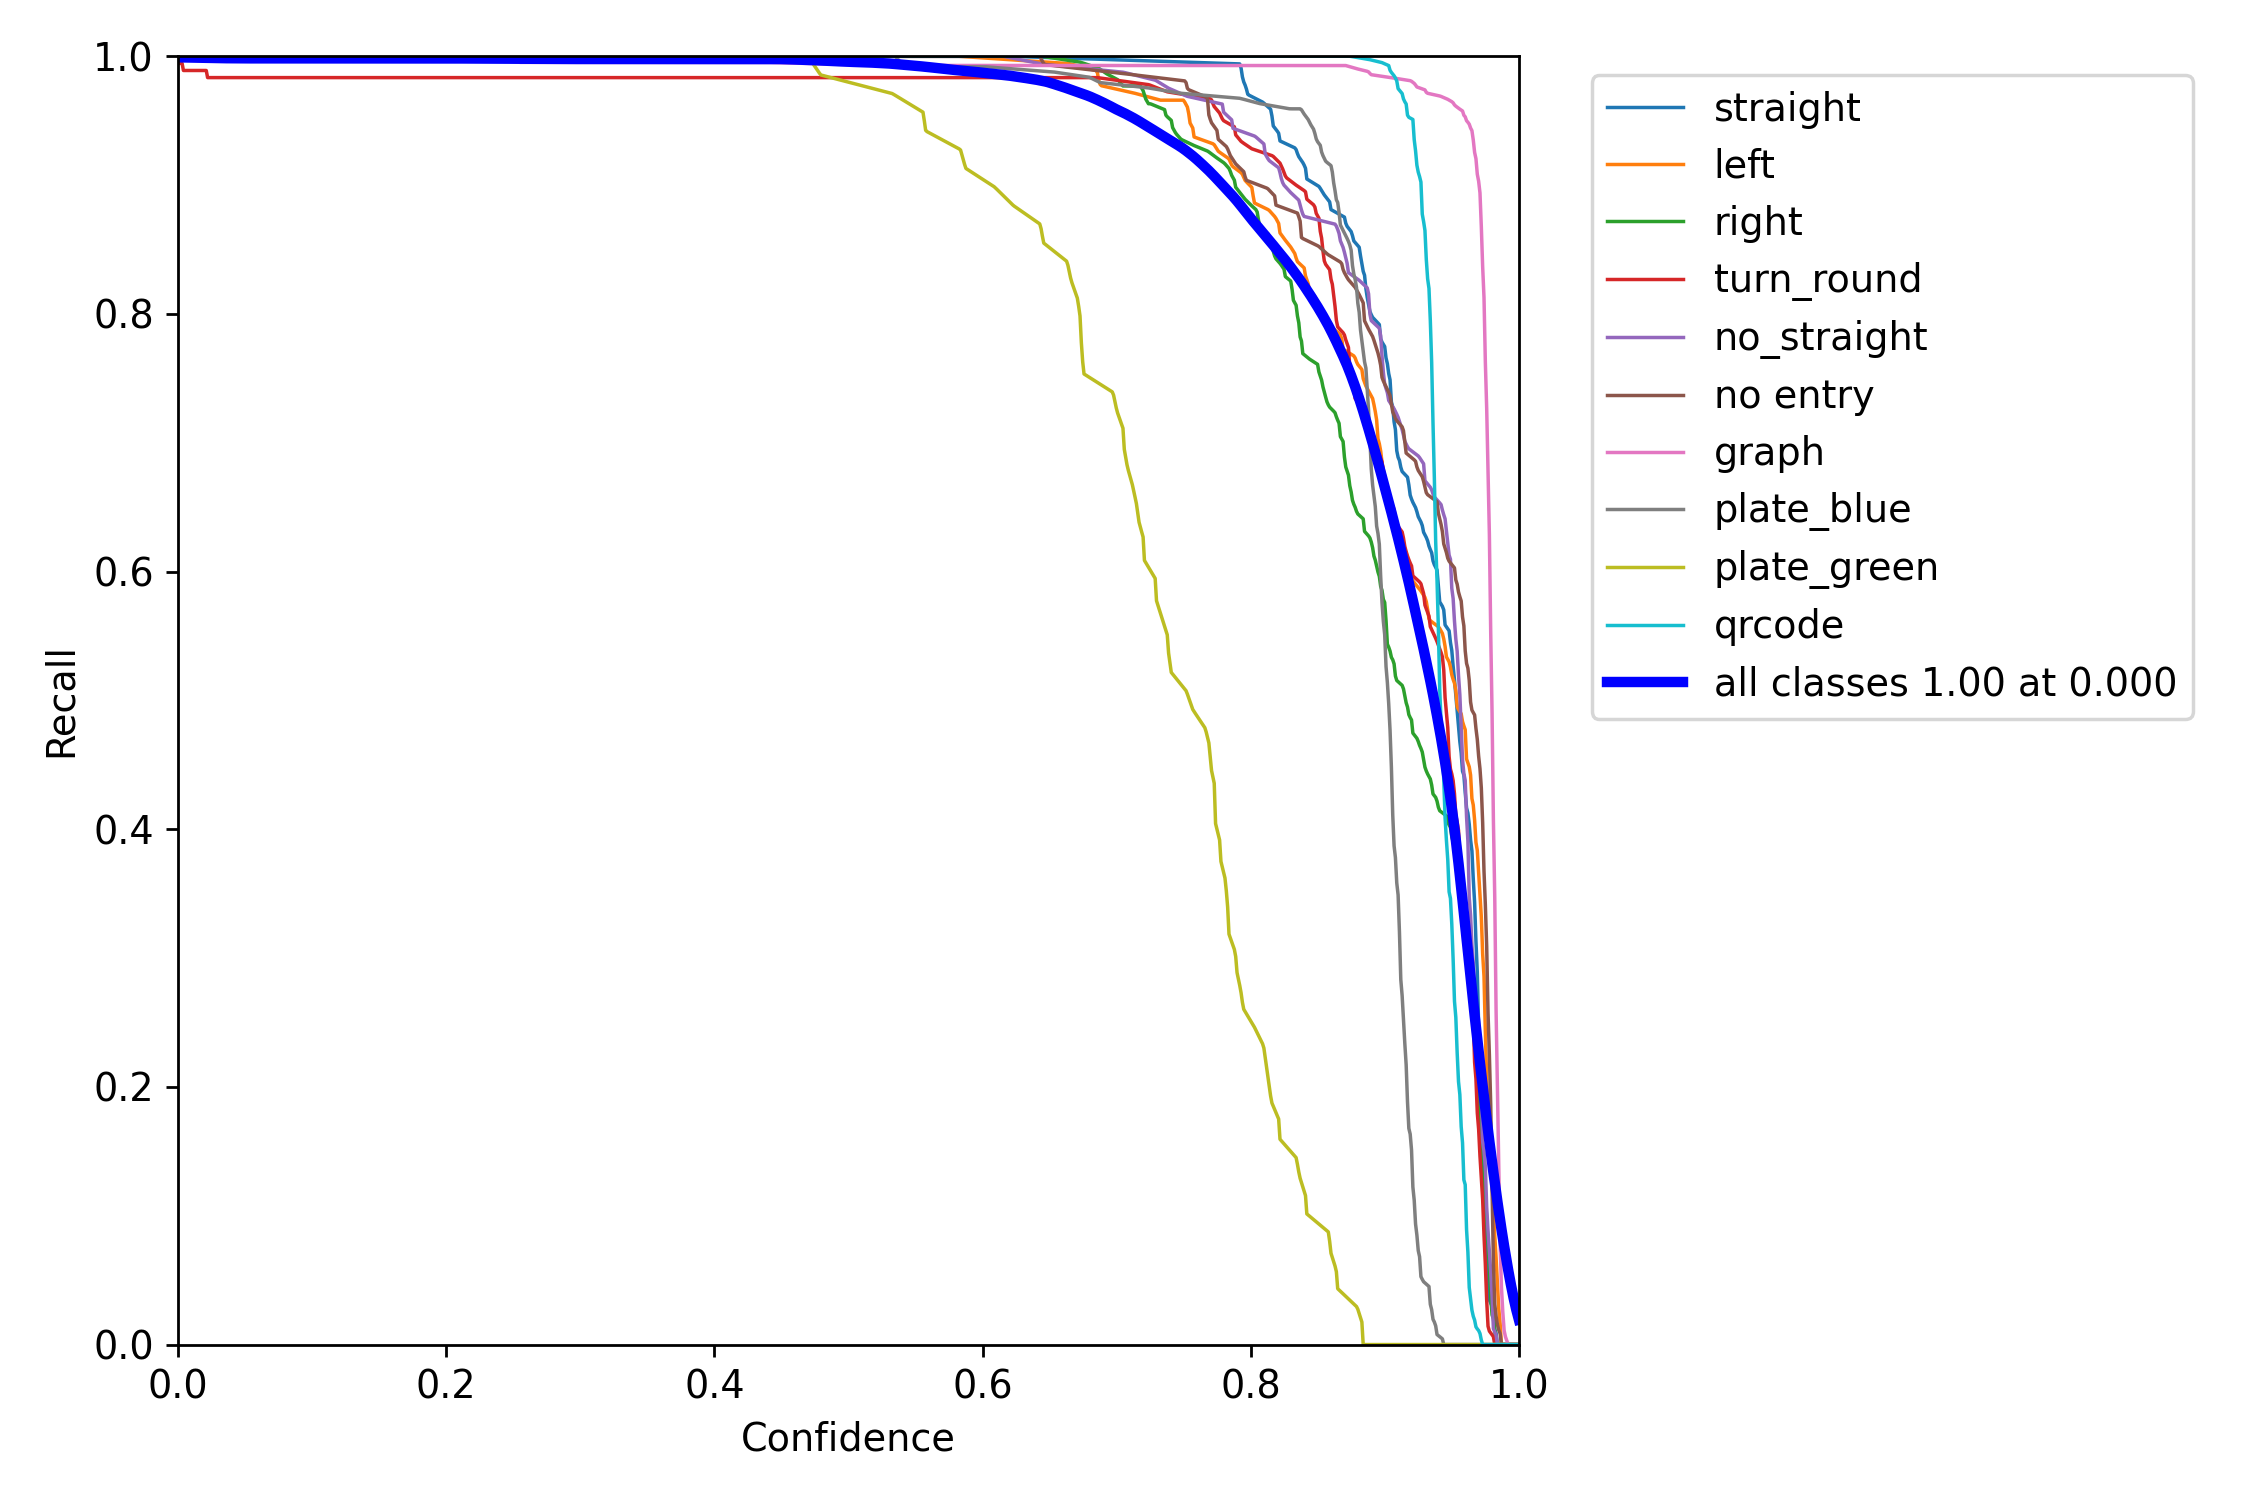 1.0
0.8
0.6
0.4
0.2
0.0
Recall
0.0 0.2 0.4 0.6 0.8 1.0
Confidence
straight
left
right
turn_round
no_straight
no entry
graph
plate_blue
plate_green
qrcode
all classes 1.00 at 0.000